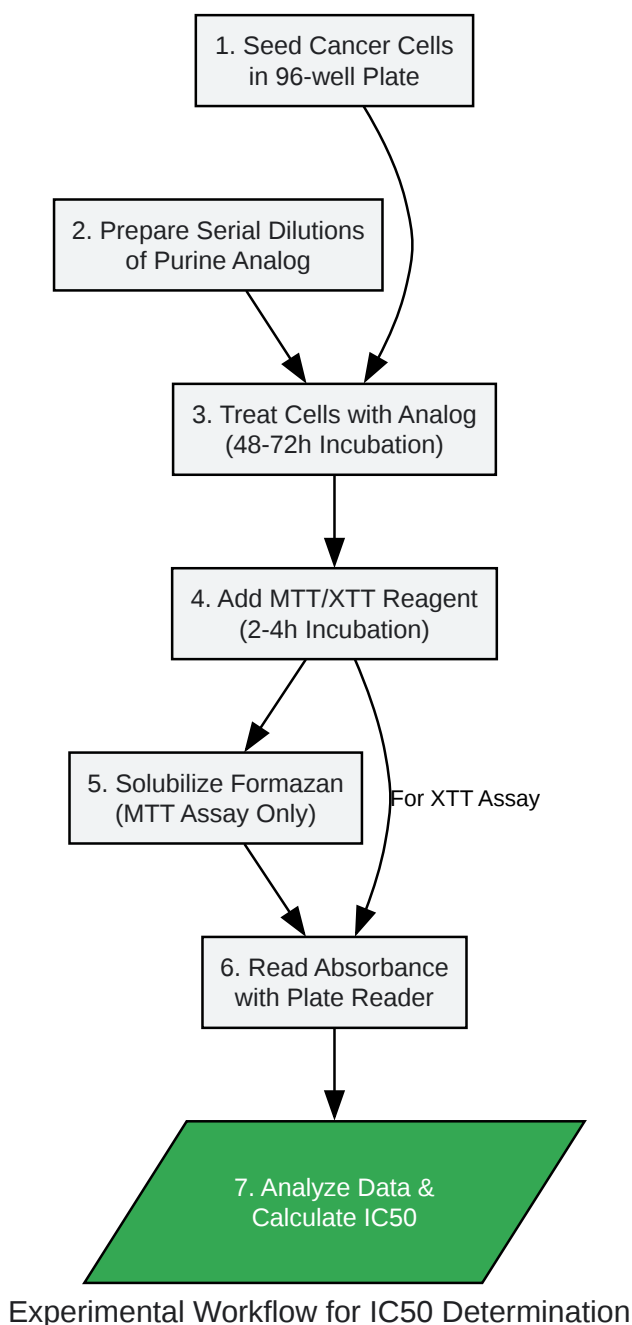 1. Seed Cancer Cells
in 96-well Plate
2. Prepare Serial Dilutions
of Purine Analog
3. Treat Cells with Analog
(48-72h Incubation)
4. Add MTT/XTT Reagent
(2-4h Incubation)
5. Solubilize Formazan
(MTT Assay Only)
For XTT Assay
6. Read Absorbance
with Plate Reader
7. Analyze Data &
Calculate IC50
Experimental Workflow for IC50 Determination